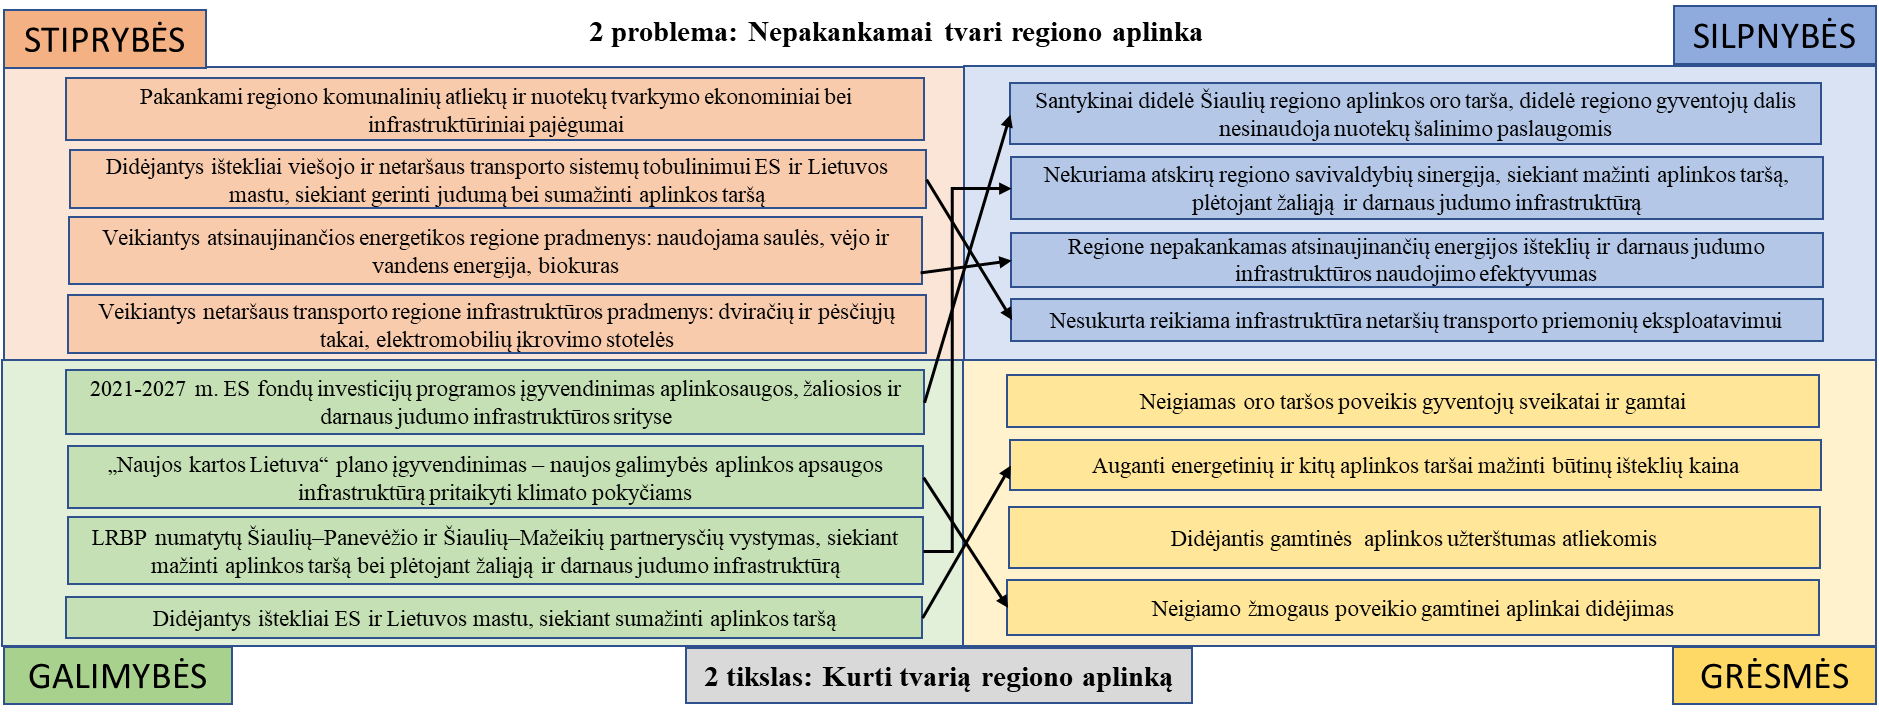 STIPRYBĖS
2 problema: Nepakankamai tvari regiono aplinka
SILPNYBĖS
Pakankami regiono komunalinių atliekų ir nuotekų tvarkymo ekonominiai bei
infrastruktūriniai pajėgumai
Didėjantys ištekliai viešojo ir netaršaus transporto sistemų tobulinimui ES ir Lietuvos
mastu, siekiant gerinti judumą bei sumažinti aplinkos taršą
Veikiantys atsinaujinančios energetikos regione pradmenys: naudojama saulės, vėjo ir
vandens energija, biokuras
Veikiantys netaršaus transporto regione infrastruktūros pradmenys: dviračių ir pėsčiųjų
takai, elektromobilių įkrovimo stotelės
Santykinai didelė Šiaulių regiono aplinkos oro tarša, didelė regiono gyventojų dalis
nesinaudoja nuotekų šalinimo paslaugomis
Nekuriama atskirų regiono savivaldybių sinergija, siekiant mažinti aplinkos taršą,
plėtojant žaliąją ir darnaus judumo infrastruktūrą
Regione nepakankamas atsinaujinančių energijos išteklių ir darnaus judumo
infrastruktūros naudojimo efektyvumas
Nesukurta reikiama infrastruktūra netaršių transporto priemonių eksploatavimui
2021-2027 m. ES fondų investicijų programos įgyvendinimas aplinkosaugos, žaliosios ir
darnaus judumo infrastruktūros srityse
„Naujos kartos Lietuva“ plano įgyvendinimas – naujos galimybės aplinkos apsaugos
infrastruktūrą pritaikyti klimato pokyčiams
LRBP numatytų Šiaulių–Panevėžio ir Šiaulių–Mažeikių partnerysčių vystymas, siekiant
mažinti aplinkos taršą bei plėtojant žaliąją ir darnaus judumo infrastruktūrą
Didėjantys ištekliai ES ir Lietuvos mastu, siekiant sumažinti aplinkos taršą
Neigiamas oro taršos poveikis gyventojų sveikatai ir gamtai
Auganti energetinių ir kitų aplinkos taršai mažinti būtinų išteklių kaina
Didėjantis gamtinės aplinkos užterštumas atliekomis
Neigiamo žmogaus poveikio gamtinei aplinkai didėjimas
GALIMYBĖS
2 tikslas: Kurti tvarią regiono aplinką
GRĖSMĖS